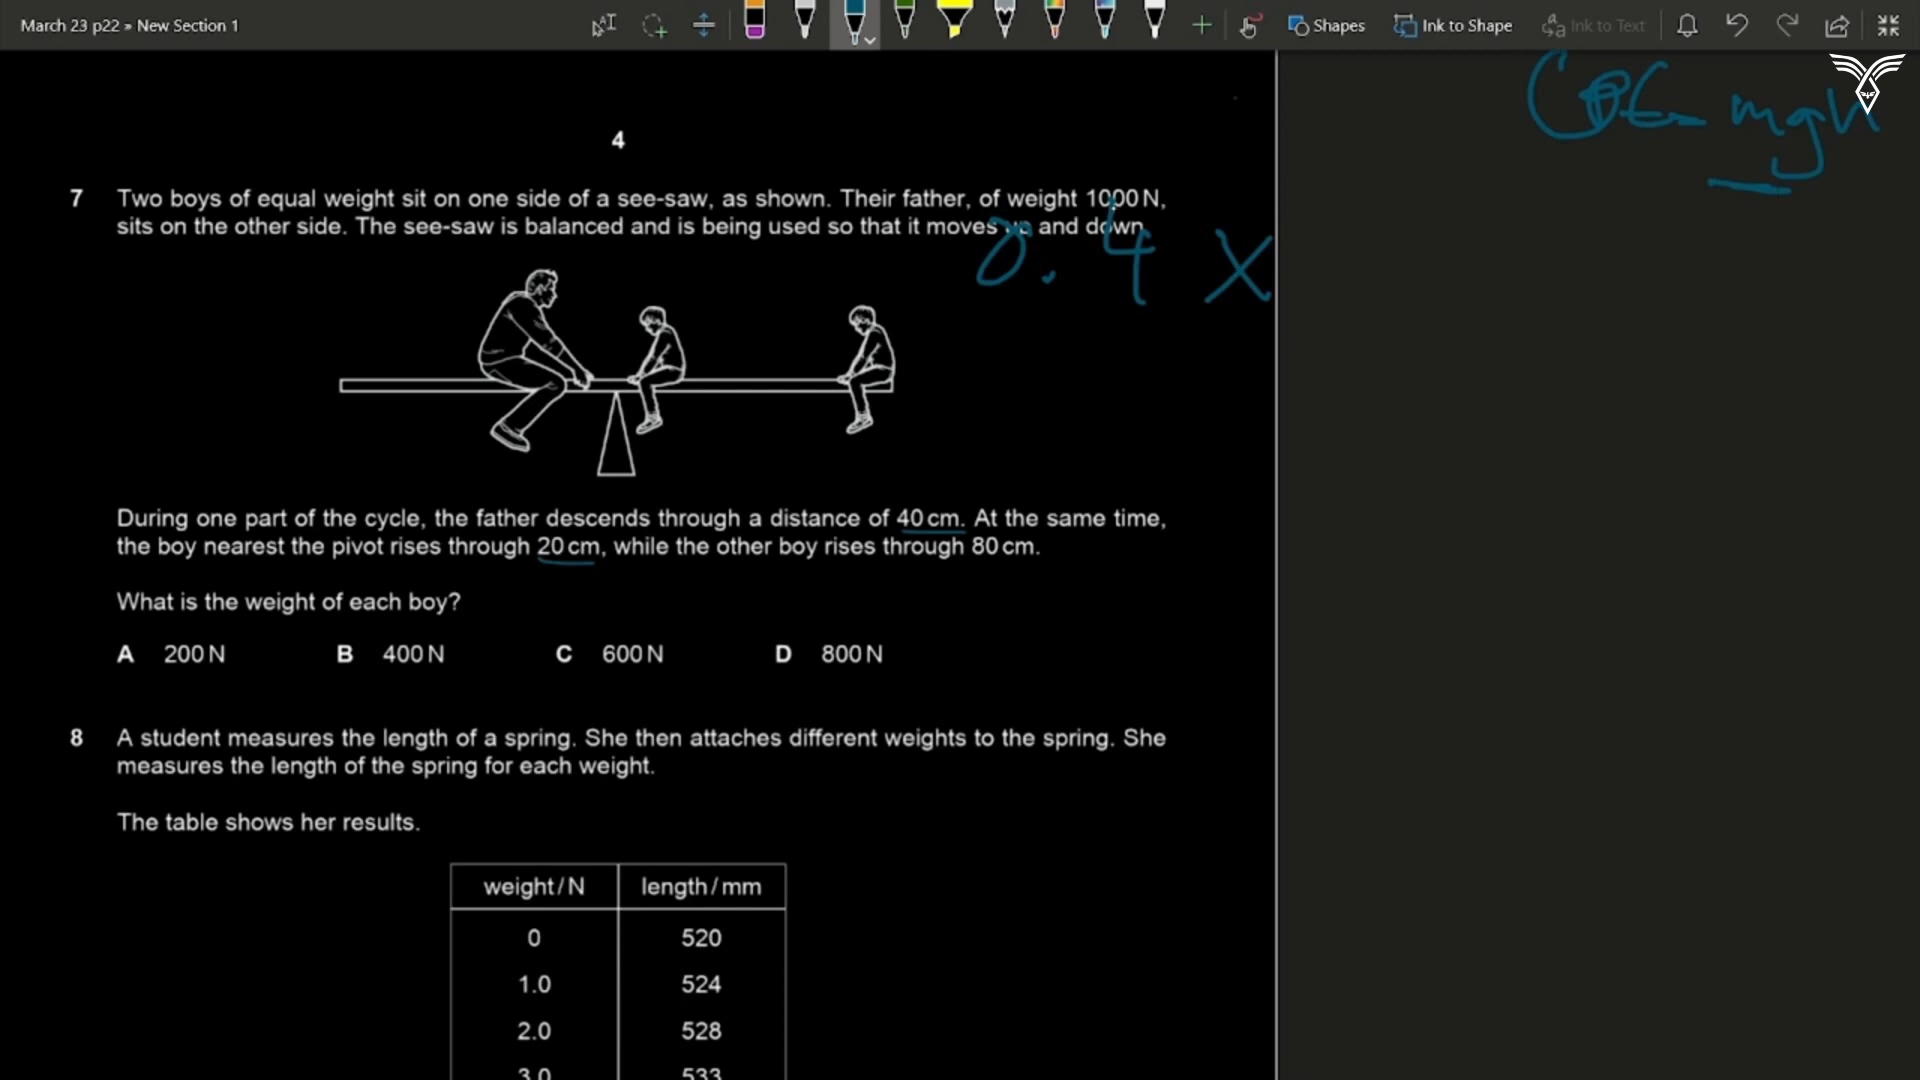 March 23 p22 » New Section 1
Shapes
Ink to Shape
Ink to Text
GPE = mgh
4
7 Two boys of equal weight sit on one side of a see-saw, as shown. Their father, of weight 1000 N,
sits on the other side. The see-saw is balanced and is being used so that it moves up and down.
0.4 x
During one part of the cycle, the father descends through a distance of 40 cm. At the same time,
the boy nearest the pivot rises through 20 cm, while the other boy rises through 80 cm.
What is the weight of each boy?
A 200 N B 400 N C 600 N D 800 N
8 A student measures the length of a spring. She then attaches different weights to the spring. She
measures the length of the spring for each weight.
The table shows her results.
weight / N length / mm
0 520
1.0 524
2.0 528
3.0 533